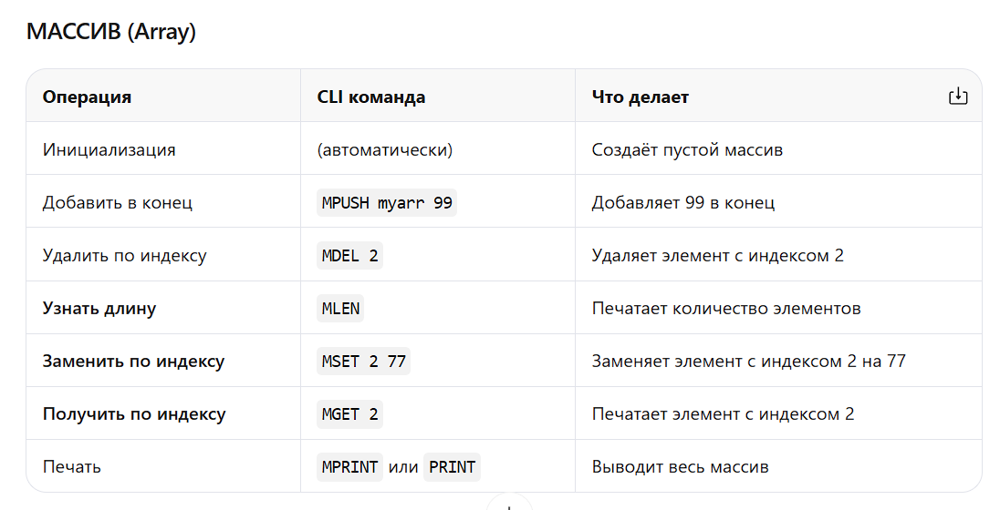 МАССИВ (Array)
Операция CLI команда Что делает
Инициализация (автоматически) Создаёт пустой массив
Добавить в конец MPUSH myarr 99 Добавляет 99 в конец
Удалить по индексу MDEL 2 Удаляет элемент с индексом 2
Узнать длину MLEN Печатает количество элементов
Заменить по индексу MSET 2 77 Заменяет элемент с индексом 2 на 77
Получить по индексу MGET 2 Печатает элемент с индексом 2
Печать MPRINT или PRINT Выводит весь массив